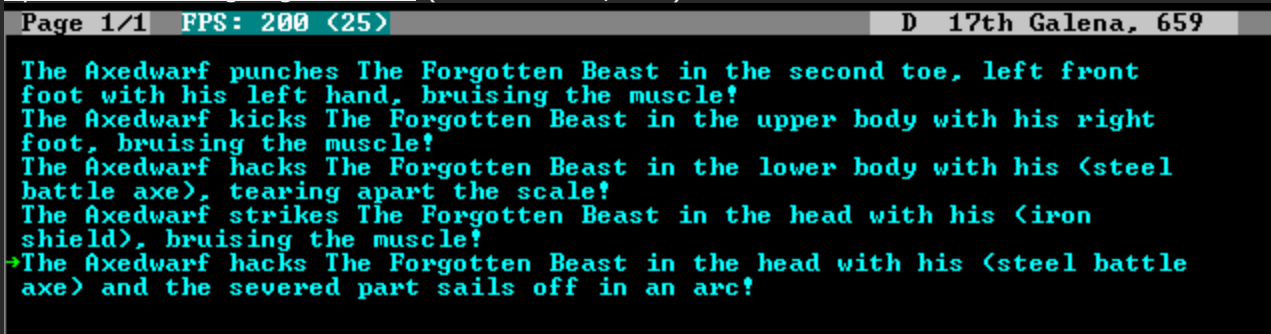 Page 1/1 FPS: 200 (25) D 17th Galena, 659
The Axedwarf punches The Forgotten Beast in the second toe, left front
foot with his left hand, bruising the muscle!
The Axedwarf kicks The Forgotten Beast in the upper body with his right
foot, bruising the muscle!
The Axedwarf hacks The Forgotten Beast in the lower body with his (steel
battle axe), tearing apart the scale!
The Axedwarf strikes The Forgotten Beast in the head with his (iron
shield), bruising the muscle!
→The Axedwarf hacks The Forgotten Beast in the head with his (steel battle
axe) and the severed part sails off in an arc!